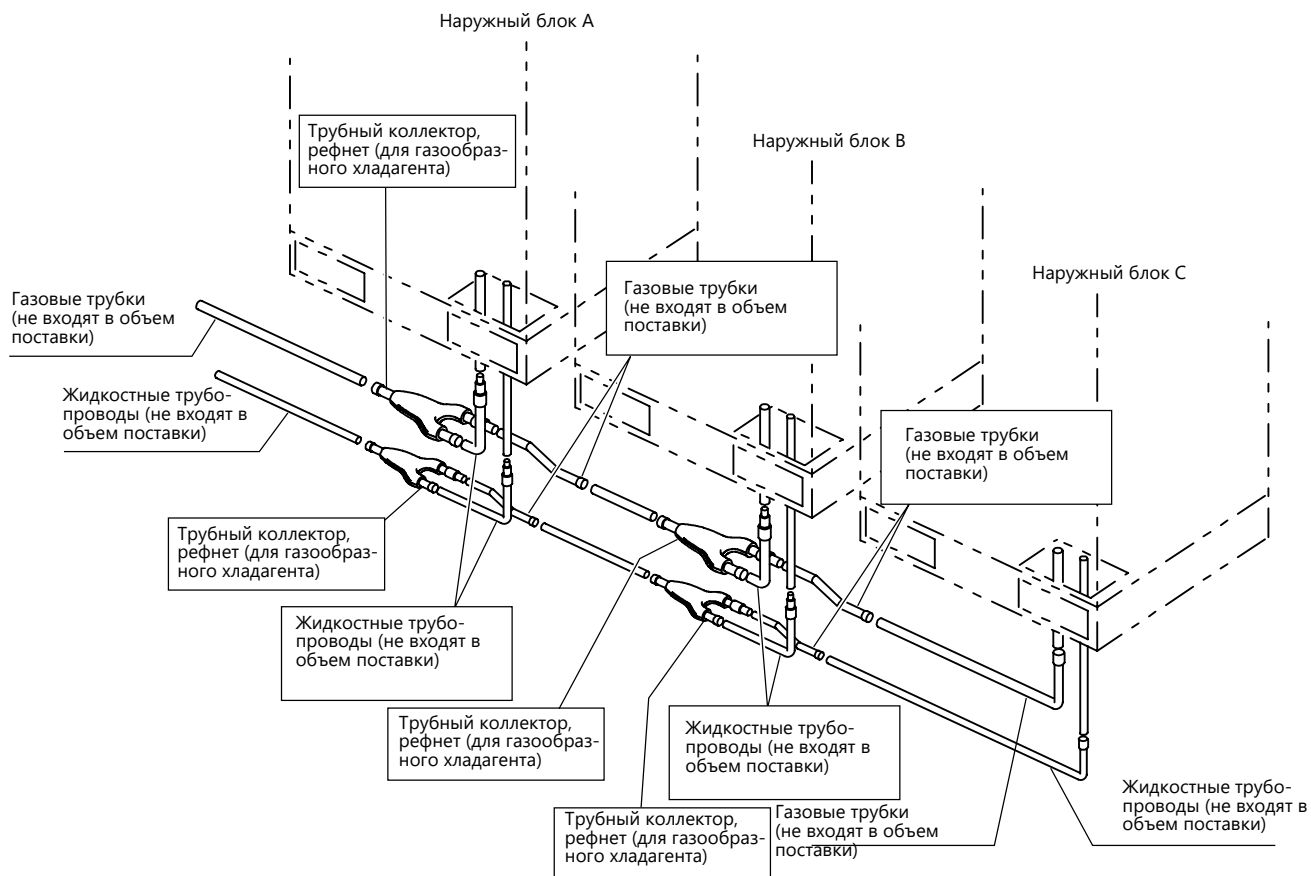 Наружный блок A
Трубный коллектор,
рефнет (для газообраз-
ного хладагента)
Наружный блок B
Наружный блок C
Газовые трубки
(не входят в объем
поставки)
Газовые трубки
(не входят в объем
поставки)
Жидкостные трубо-
проводы (не входят в
объем поставки)
Газовые трубки
(не входят в объем
поставки)
Трубный коллектор,
рефнет (для газообраз-
ного хладагента)
Жидкостные трубо-
проводы (не входят в
объем поставки)
Трубный коллектор,
рефнет (для газообраз-
ного хладагента)
Жидкостные трубо-
проводы (не входят в
объем поставки)
Трубный коллектор,
рефнет (для газообраз-
ного хладагента)
Газовые трубки
(не входят в объем
поставки)
Жидкостные трубо-
проводы (не входят в
объем поставки)